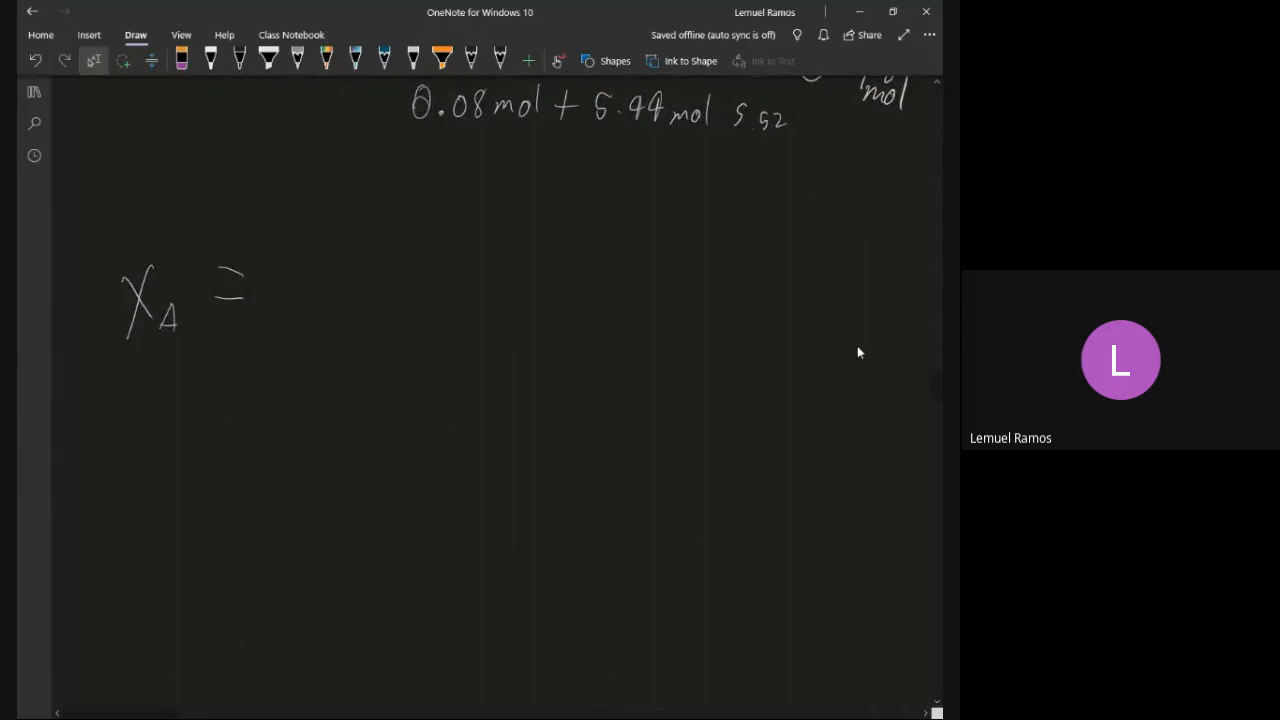 OneNote for Windows 10
Lemuel Ramos
Home Insert Draw View Help Class Notebook
Saved offline (auto sync is off) Share
Shapes Ink to Shape Ink to Text
mol
0.08 mol + 5.44 mol 5.52
X_A =
L
Lemuel Ramos